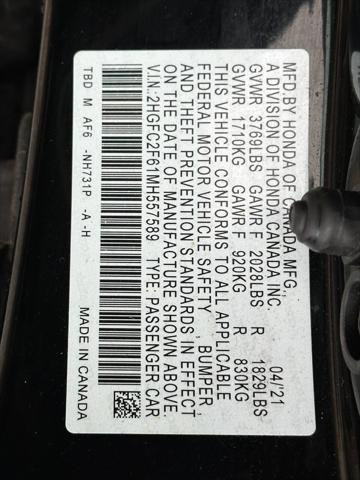 MFD BY HONDA OF CANADA MFG.,
A DIVISION OF HONDA CANADA INC. 04/'21
GVWR 3769LBS GAWR F 2028LBS R 1829LBS
GVWR 1710KG GAWR F 920KG R 830KG
THIS VEHICLE CONFORMS TO ALL APPLICABLE
FEDERAL MOTOR VEHICLE SAFETY , BUMPER,
AND THEFT PREVENTION STANDARDS IN EFFECT
ON THE DATE OF MANUFACTURE SHOWN ABOVE.
V.I.N.:2HGFC2F61MH557589 TYPE: PASSENGER CAR
TBD M AF6 -NH731P -A -H MADE IN CANADA